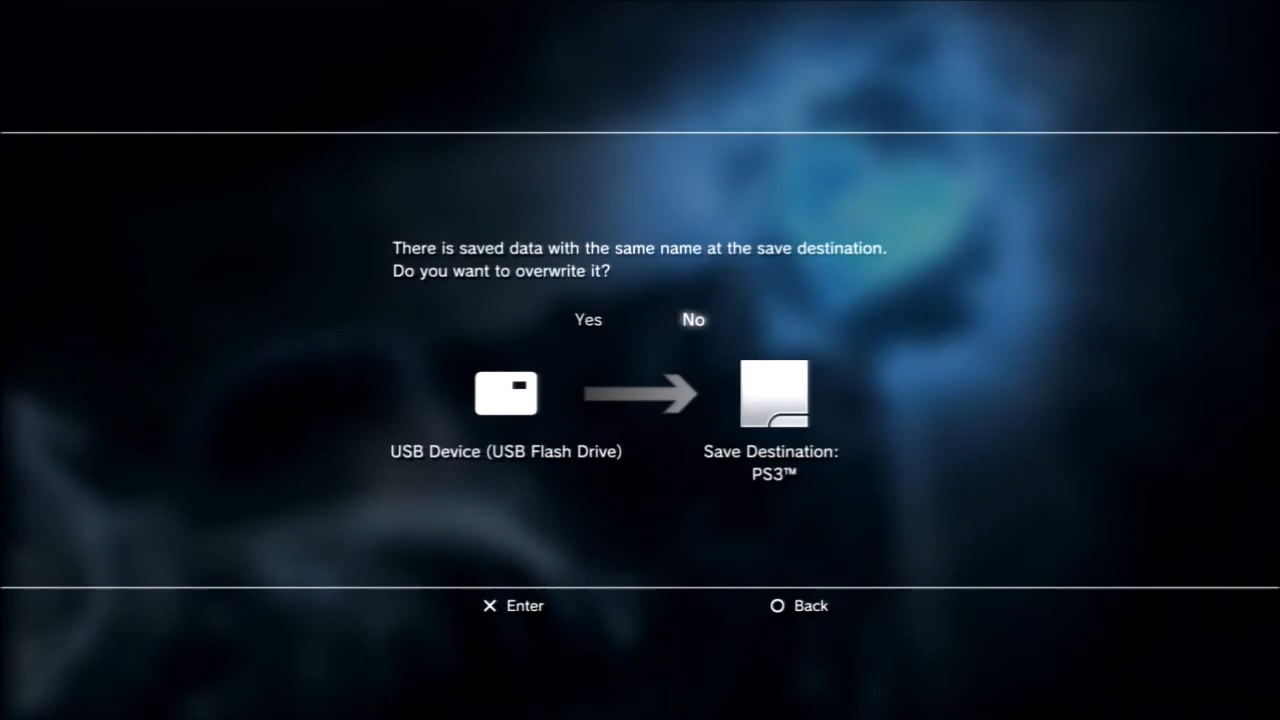 There is saved data with the same name at the save destination.
Do you want to overwrite it?
Yes No
USB Device (USB Flash Drive)
Save Destination:
PS3™
Enter
Back